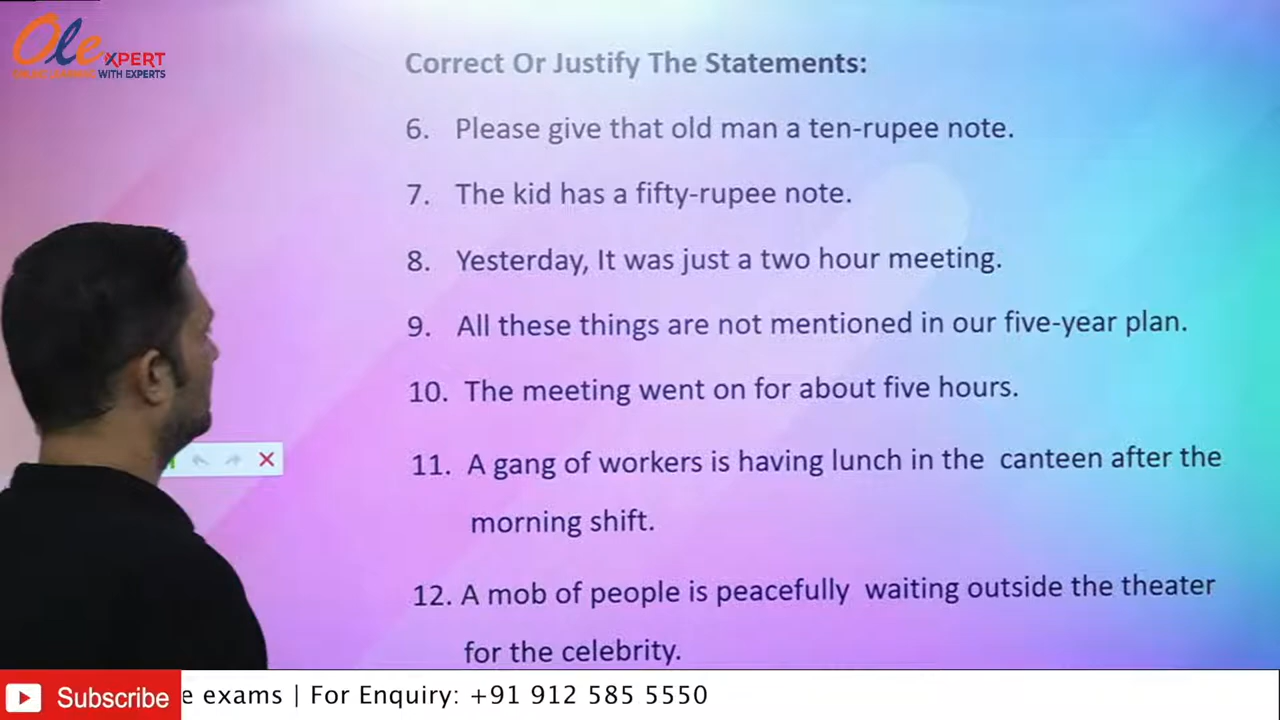 Ole
XPERT
WITH EXPERTS
Correct Or Justify The Statements:
6. Please give that old man a ten-rupee note.
7. The kid has a fifty-rupee note.
8. Yesterday, It was just a two hour meeting.
9. All these things are not mentioned in our five-year plan.
10. The meeting went on for about five hours.
11. A gang of workers is having lunch in the canteen after the
morning shift.
12. A mob of people is peacefully waiting outside the theater
for the celebrity.
Subscribe e exams | For Enquiry: +91 912 585 5550